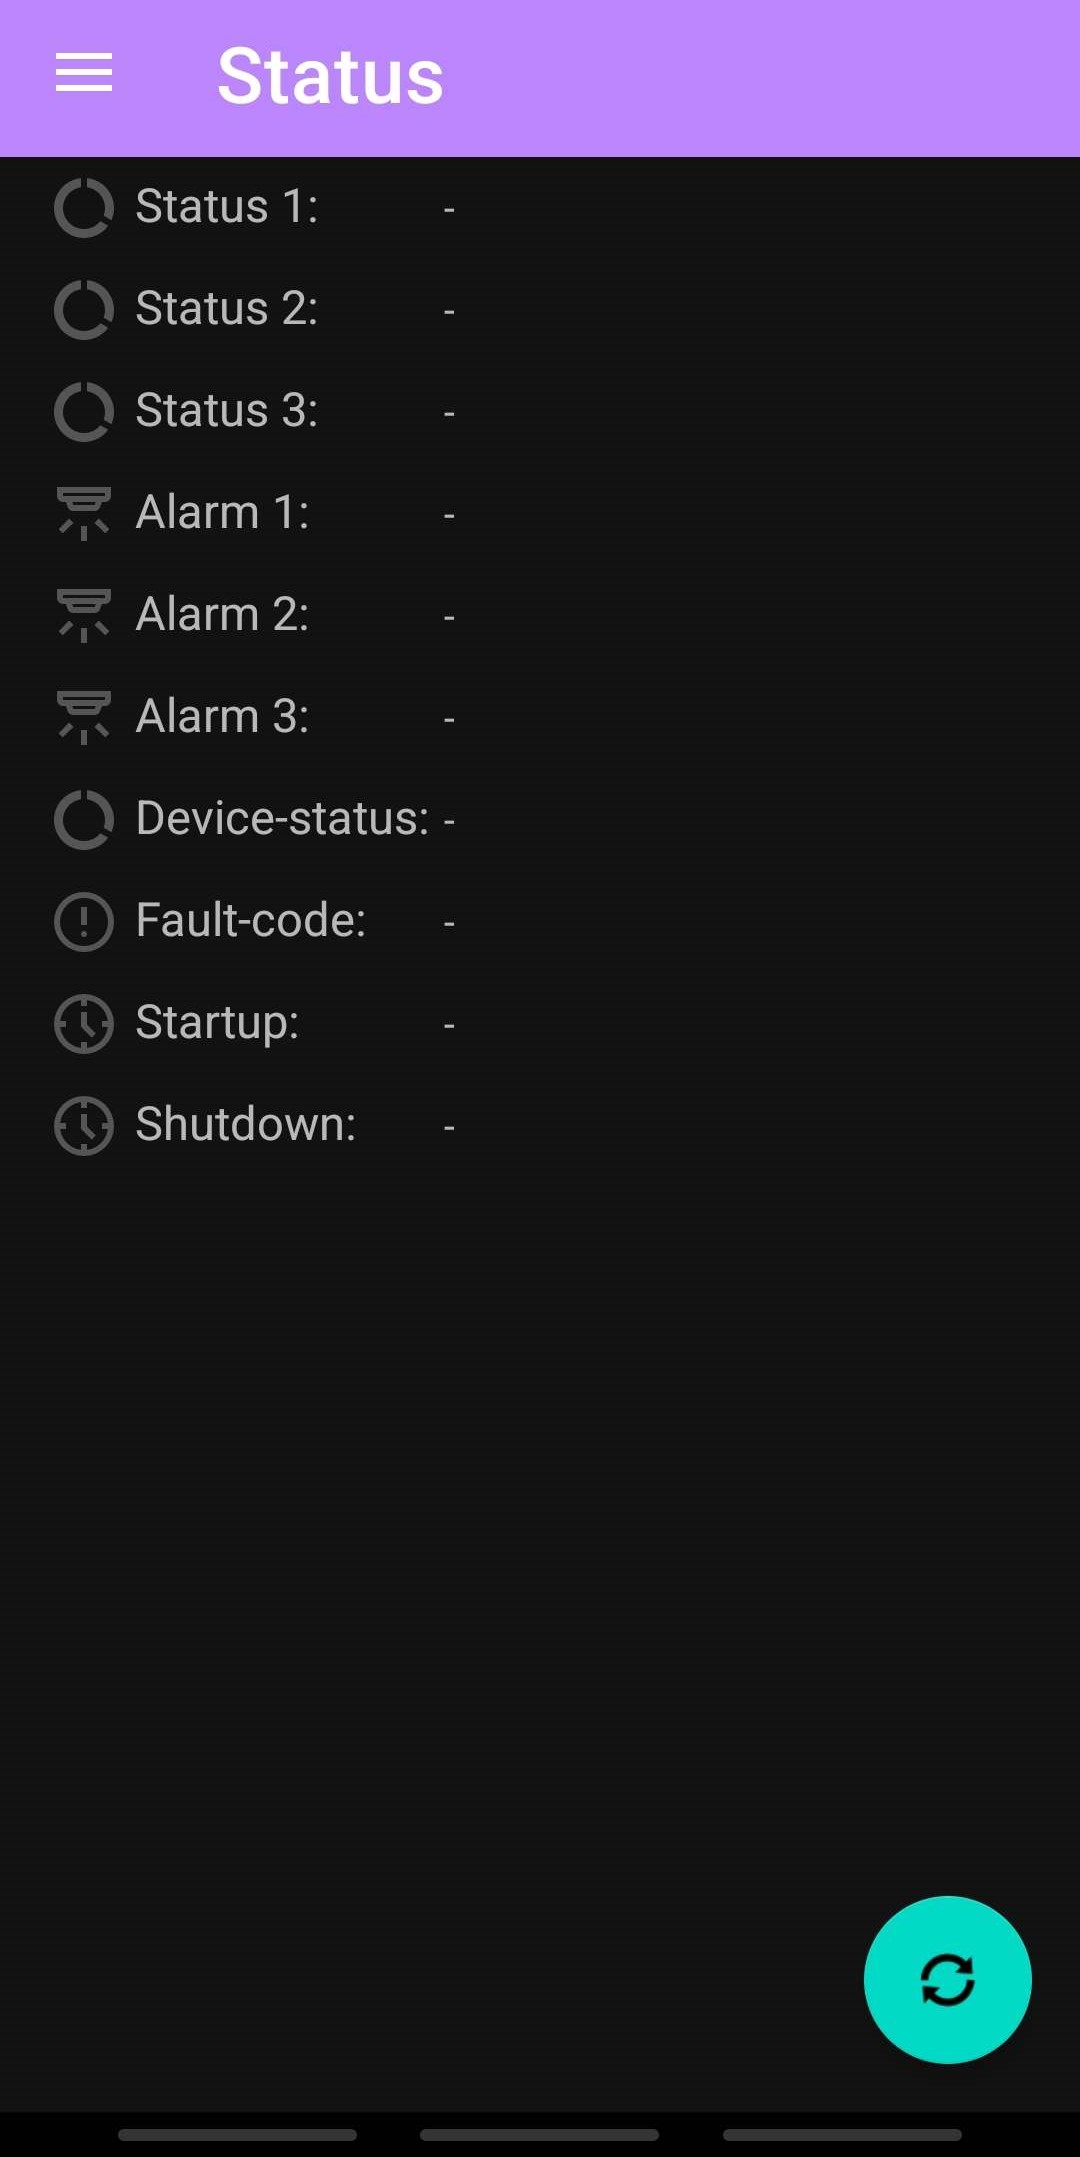 Status
Status 1: -
Status 2: -
Status 3: -
Alarm 1: -
Alarm 2: -
Alarm 3: -
Device-status: -
Fault-code: -
Startup: -
Shutdown: -